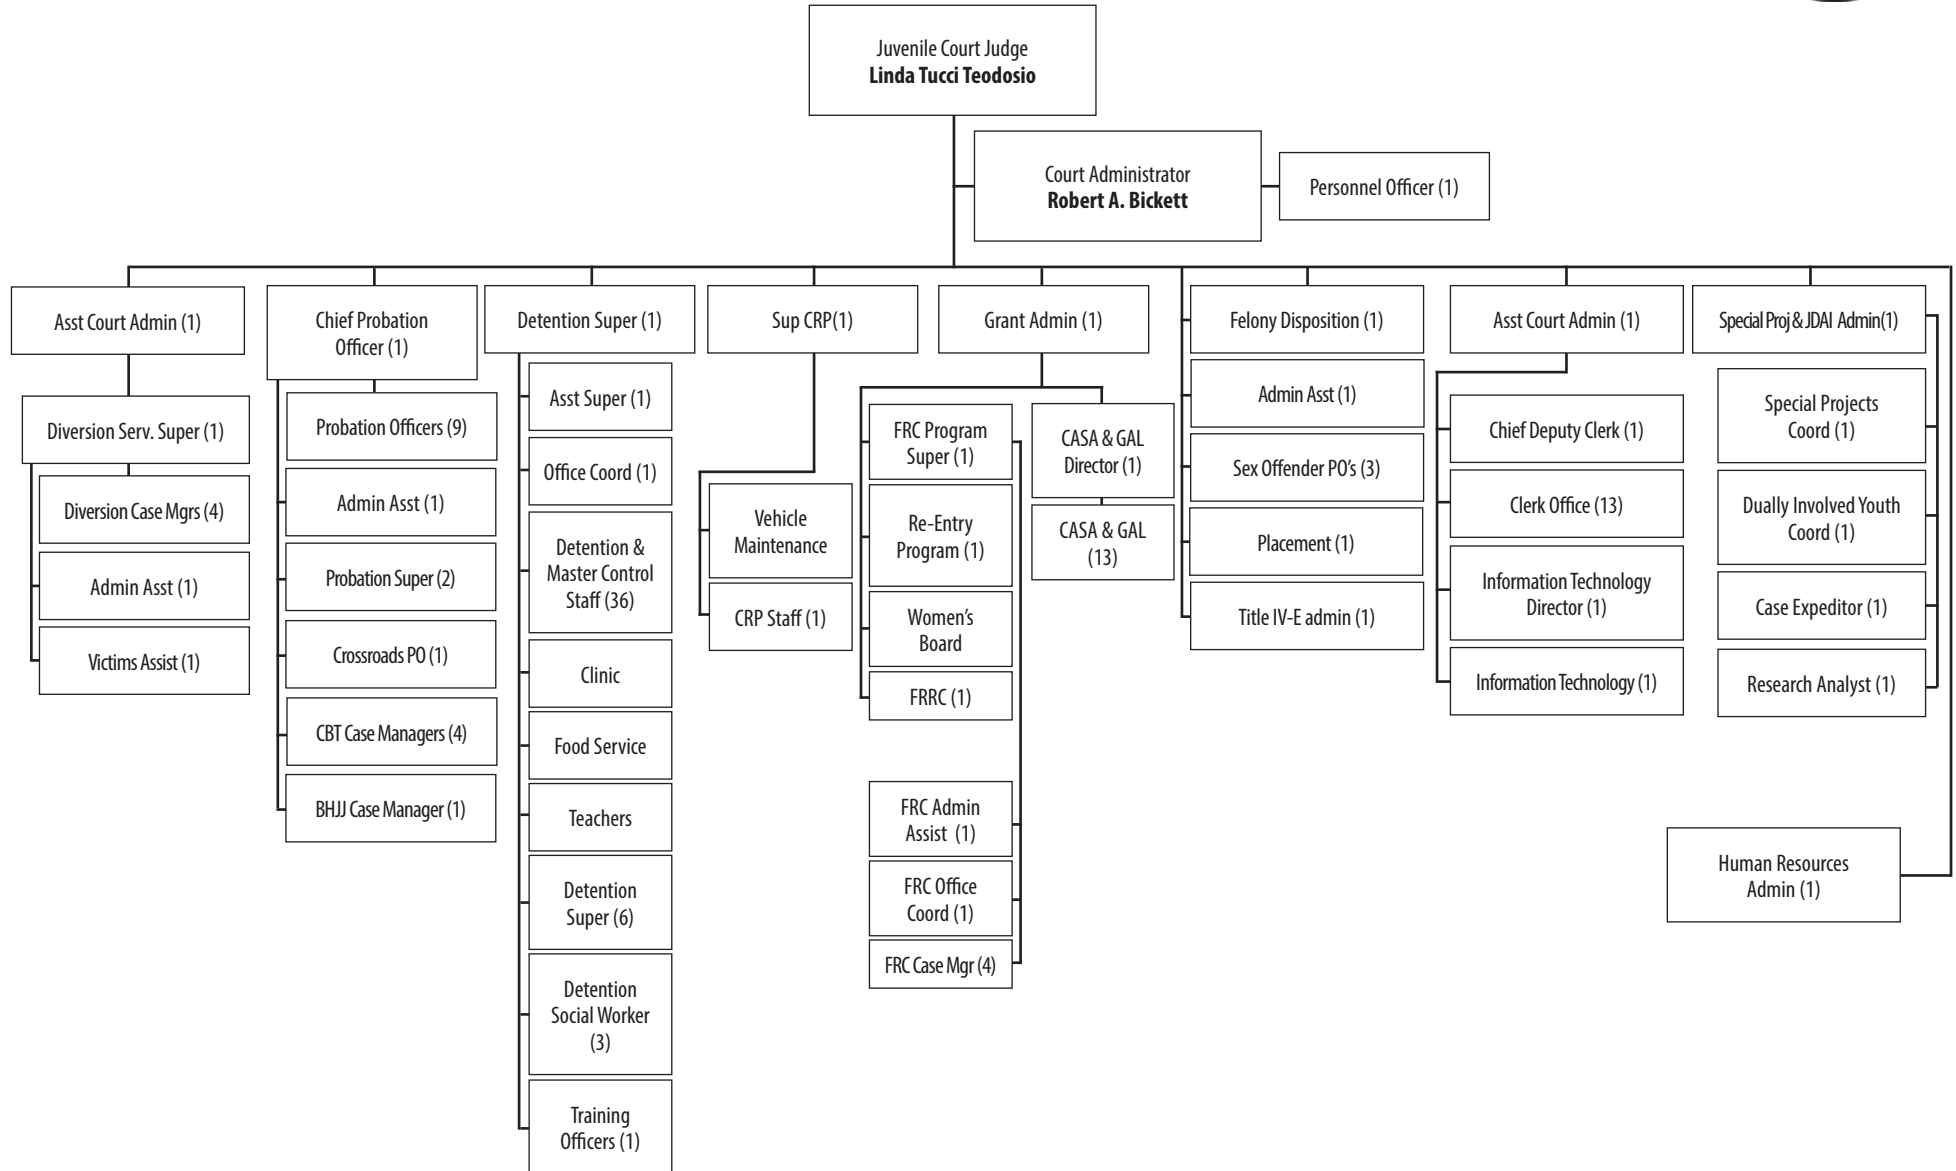 Juvenile Court Judge
Linda Tucci Teodosio
Court Administrator
Robert A. Bickett
Personnel Officer (1)
Asst Court Admin (1)
Diversion Serv. Super (1)
Diversion Case Mgrs (4)
Admin Asst (1)
Victims Assist (1)
Chief Probation
Officer (1)
Probation Officers (9)
Admin Asst (1)
Probation Super (2)
Crossroads PO (1)
CBT Case Managers (4)
BHJJ Case Manager (1)
Detention Super (1)
Asst Super (1)
Office Coord (1)
Detention &
Master Control
Staff (36)
Clinic
Food Service
Teachers
Detention
Super (6)
Detention
Social Worker
(3)
Training
Officers (1)
Sup CRP(1)
Vehicle
Maintenance
CRP Staff (1)
Grant Admin (1)
FRC Program
Super (1)
Re-Entry
Program (1)
Women's
Board
FRRC (1)
FRC Admin
Assist (1)
FRC Office
Coord (1)
FRC Case Mgr (4)
CASA & GAL
Director (1)
CASA & GAL
(13)
Felony Disposition (1)
Admin Asst (1)
Sex Offender PO's (3)
Placement (1)
Title IV-E admin (1)
Asst Court Admin (1)
Chief Deputy Clerk (1)
Clerk Office (13)
Information Technology
Director (1)
Information Technology (1)
Special Proj & JDAI Admin(1)
Special Projects
Coord (1)
Dually Involved Youth
Coord (1)
Case Expeditor (1)
Research Analyst (1)
Human Resources
Admin (1)